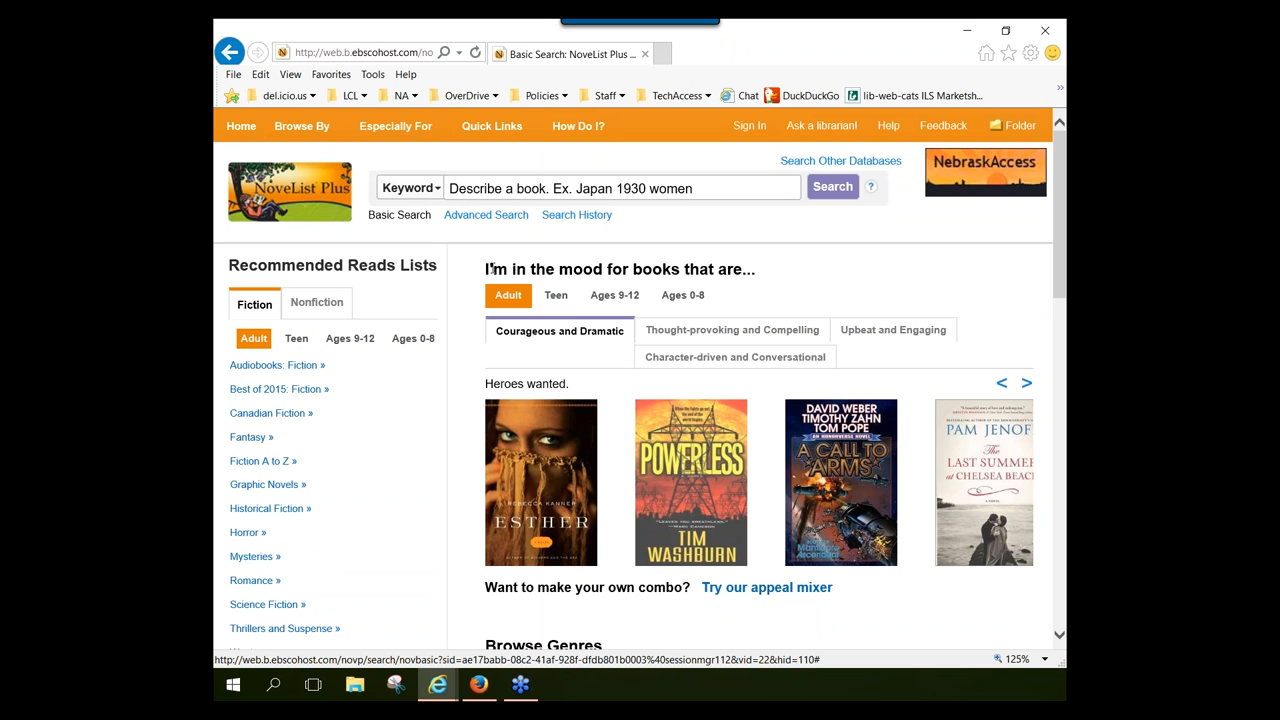 http://web.b.ebscohost.com/no
Basic Search: NoveList Plus ...
File Edit View Favorites Tools Help
del.icio.us LCL NA OverDrive Policies Staff TechAccess Chat DuckDuckGo lib-web-cats ILS Marketsh... »
Home Browse By Especially For Quick Links How Do I? Sign In Ask a librarian! Help Feedback Folder
Search Other Databases
NoveList Plus
NebraskAccess
Keyword Describe a book. Ex. Japan 1930 women Search ?
Basic Search Advanced Search Search History
Recommended Reads Lists
Fiction Nonfiction
Adult Teen Ages 9-12 Ages 0-8
Audiobooks: Fiction »
Best of 2015: Fiction »
Canadian Fiction »
Fantasy »
Fiction A to Z »
Graphic Novels »
Historical Fiction »
Horror »
Mysteries »
Romance »
Science Fiction »
Thrillers and Suspense »
I'm in the mood for books that are...
Adult Teen Ages 9-12 Ages 0-8
Courageous and Dramatic Thought-provoking and Compelling Upbeat and Engaging
Character-driven and Conversational
Heroes wanted. < >
REBECCA KANNER
ESTHER
POWERLESS
TIM
WASHBURN
DAVID WEBER
TIMOTHY ZAHN
TOM POPE
AN HONORVERSE NOVEL
A CALL TO
ARMS
PAM JENOF
The
LAST SUMMER
at CHELSEA BEAC
A NOVEL
Want to make your own combo? Try our appeal mixer
Browse Genres
http://web.b.ebscohost.com/novp/search/novbasic?sid=ae17babb-08c2-41af-928f-dfdb801b0003%40sessionmgr112&vid=22&hid=110#
125%